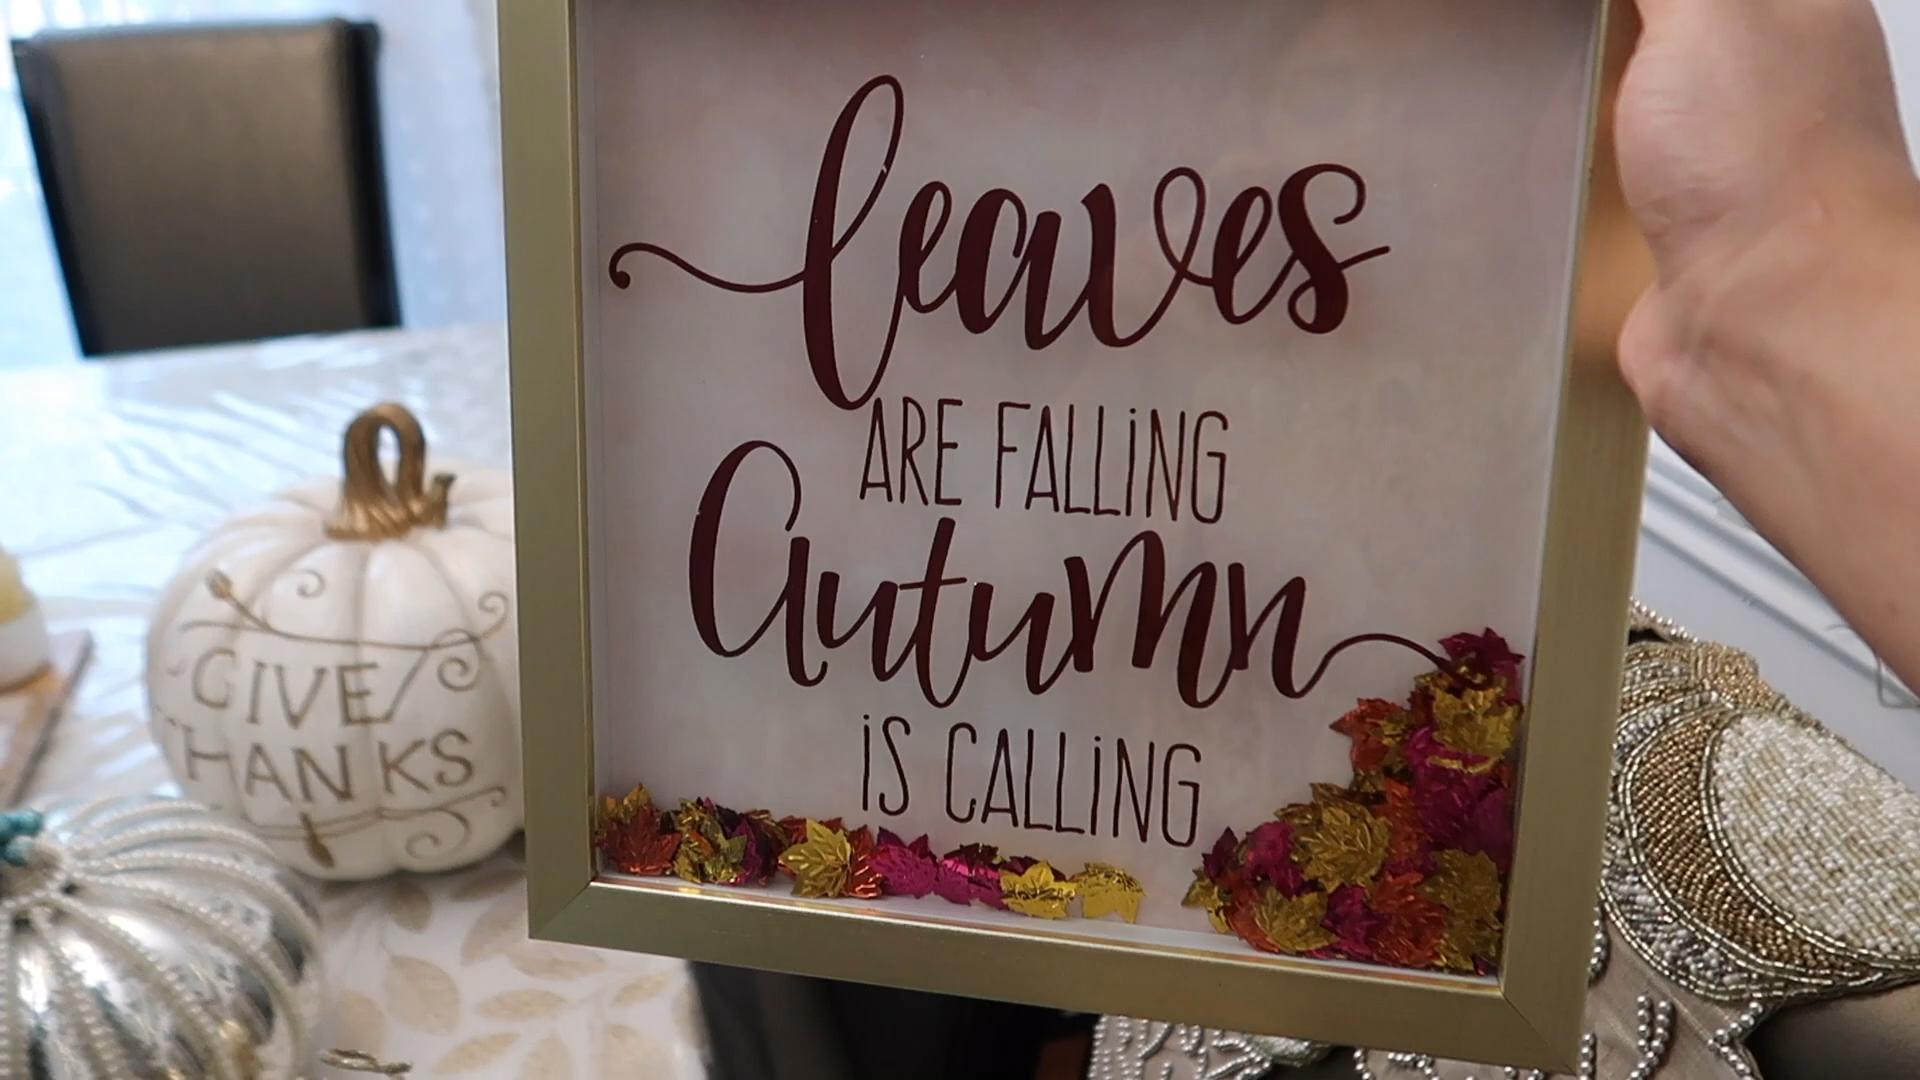 leaves
ARE FALLiNG
Autumn
iS CALLiNG
GIVE
THANKS